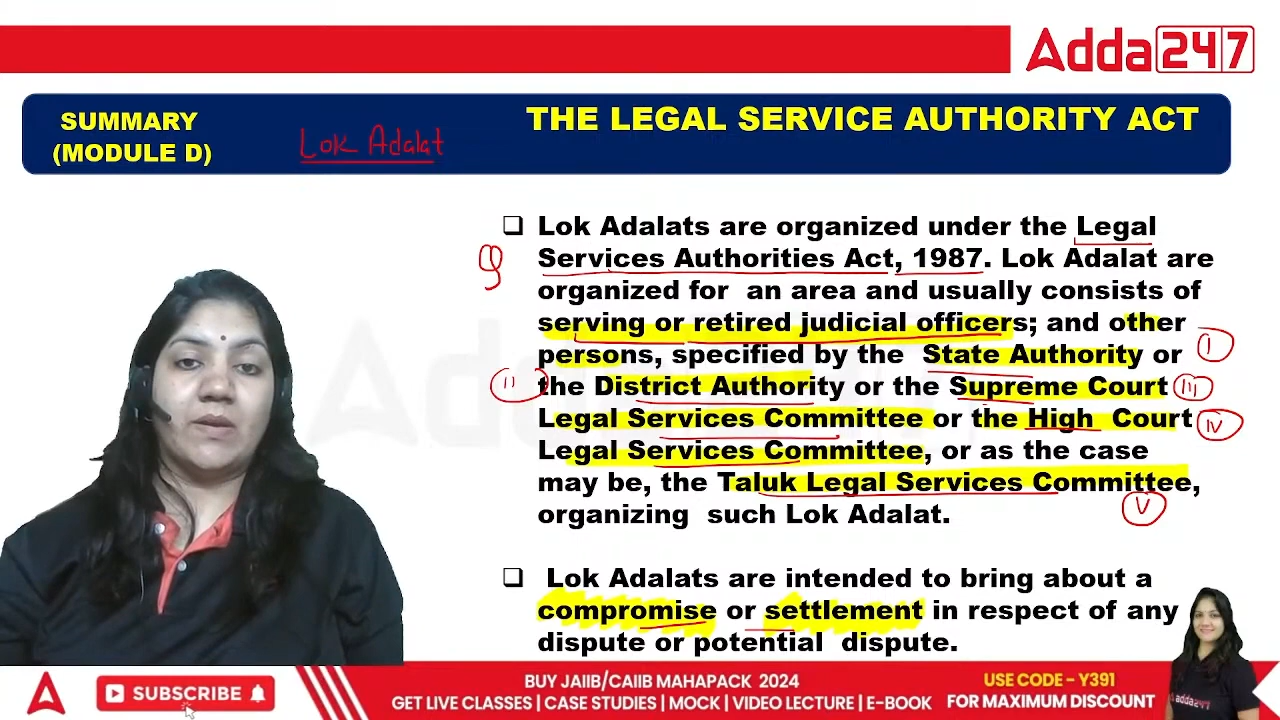 Adda247
SUMMARY
(MODULE D)
Lok Adalat
THE LEGAL SERVICE AUTHORITY ACT
❑ Lok Adalats are organized under the Legal
Services Authorities Act, 1987. Lok Adalat are
organized for an area and usually consists of
serving or retired judicial officers; and other
persons, specified by the State Authority or
I
the District Authority or the Supreme Court
II
III
Legal Services Committee or the High Court
IV
Legal Services Committee, or as the case
may be, the Taluk Legal Services Committee,
V
organizing such Lok Adalat.
❑ Lok Adalats are intended to bring about a
compromise or settlement in respect of any
dispute or potential dispute.
SUBSCRIBE
BUY JAIIB/CAIIB MAHAPACK 2024
GET LIVE CLASSES | CASE STUDIES | MOCK | VIDEO LECTURE | E-BOOK
USE CODE - Y391
FOR MAXIMUM DISCOUNT
adda247